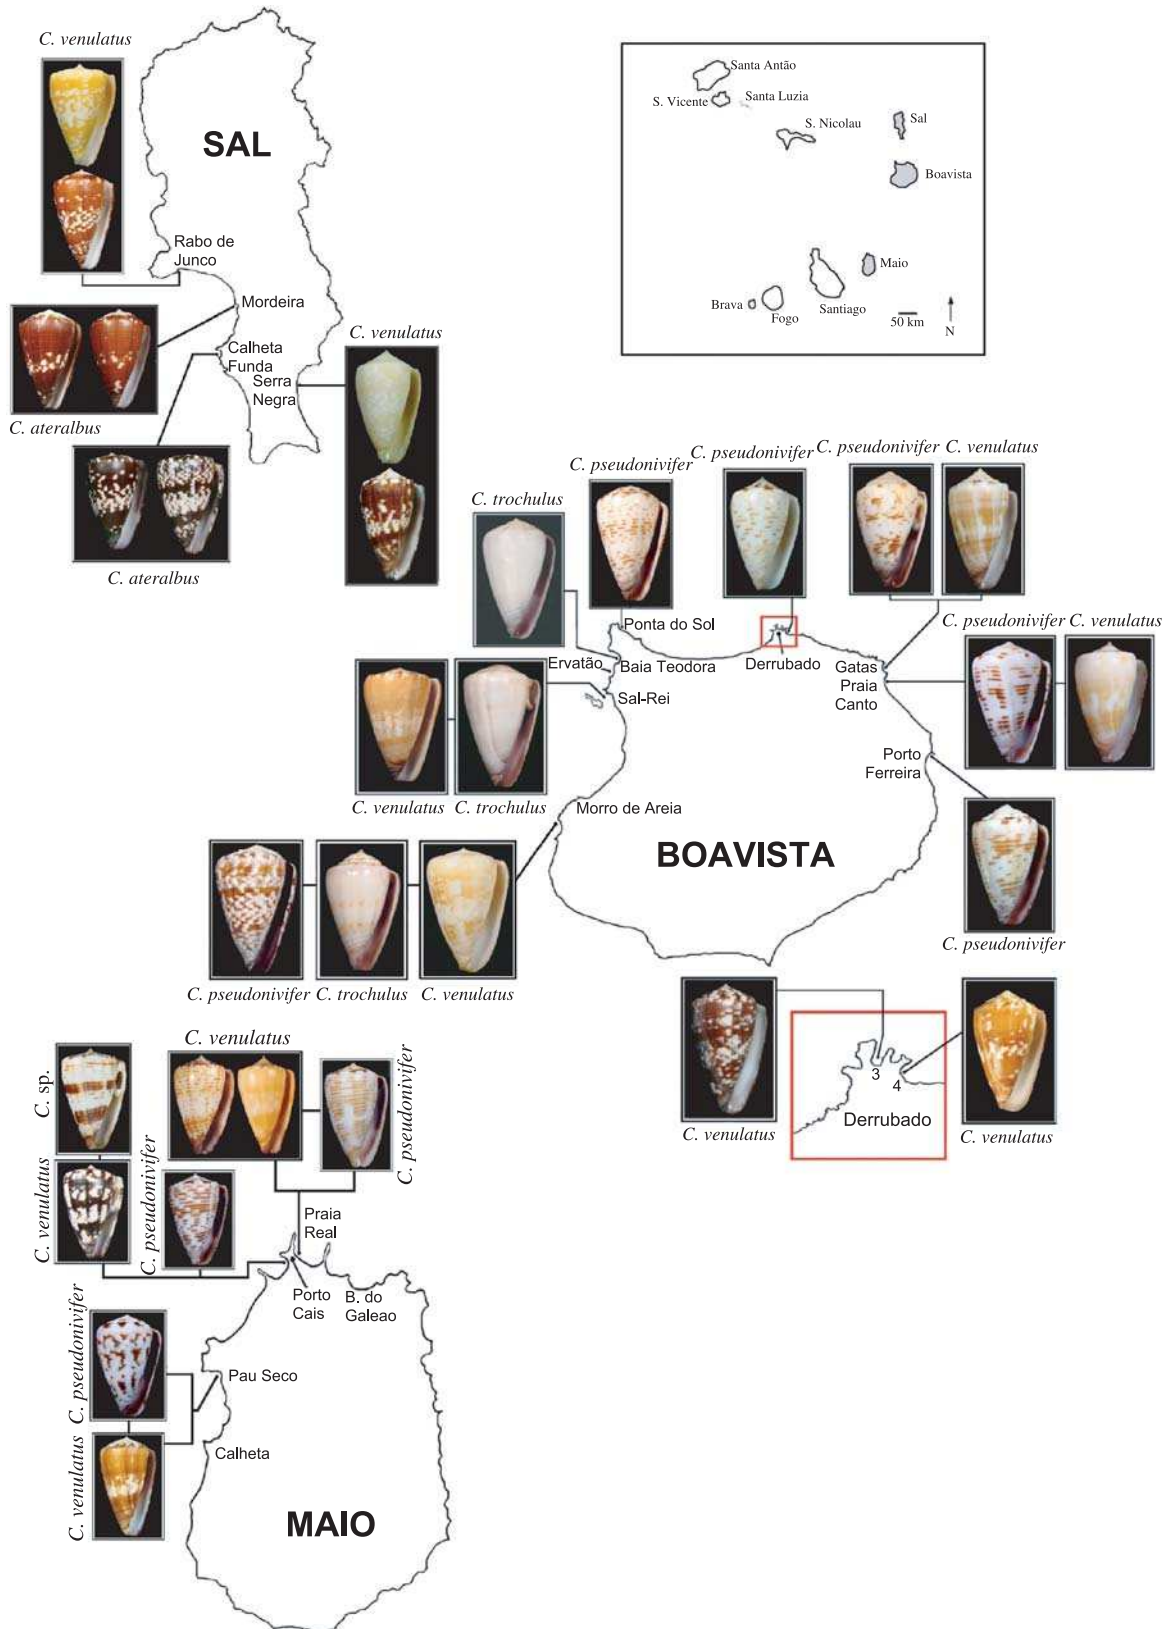 C. venulatus
SAL
Rabo de
Junco
Mordeira
C. ateralbus
Calheta
Funda
Serra
Negra
C. venulatus
C. ateralbus
Santa Antão
S. Vicente
Santa Luzia
S. Nicolau
Sal
Boavista
Maio
Santiago
Fogo
Brava
50 km
N
C. trochulus
C. pseudonivifer
C. pseudonivifer
C. pseudonivifer
C. venulatus
C. pseudonivifer
C. venulatus
Ponta do Sol
Ervatão
Baia Teodora
Sal-Rei
Derrubado
Gatas
Praia
Canto
Porto
Ferreira
C. venulatus
C. trochulus
Morro de Areia
BOAVISTA
C. pseudonivifer
C. pseudonivifer
C. trochulus
C. venulatus
3
4
Derrubado
C. venulatus
C. venulatus
C. sp.
C. venulatus
C. venulatus
C. pseudonivifer
C. pseudonivifer
Praia
Real
Porto
Cais
B. do
Galeao
C. pseudonivifer
C. venulatus
Pau Seco
Calheta
MAIO